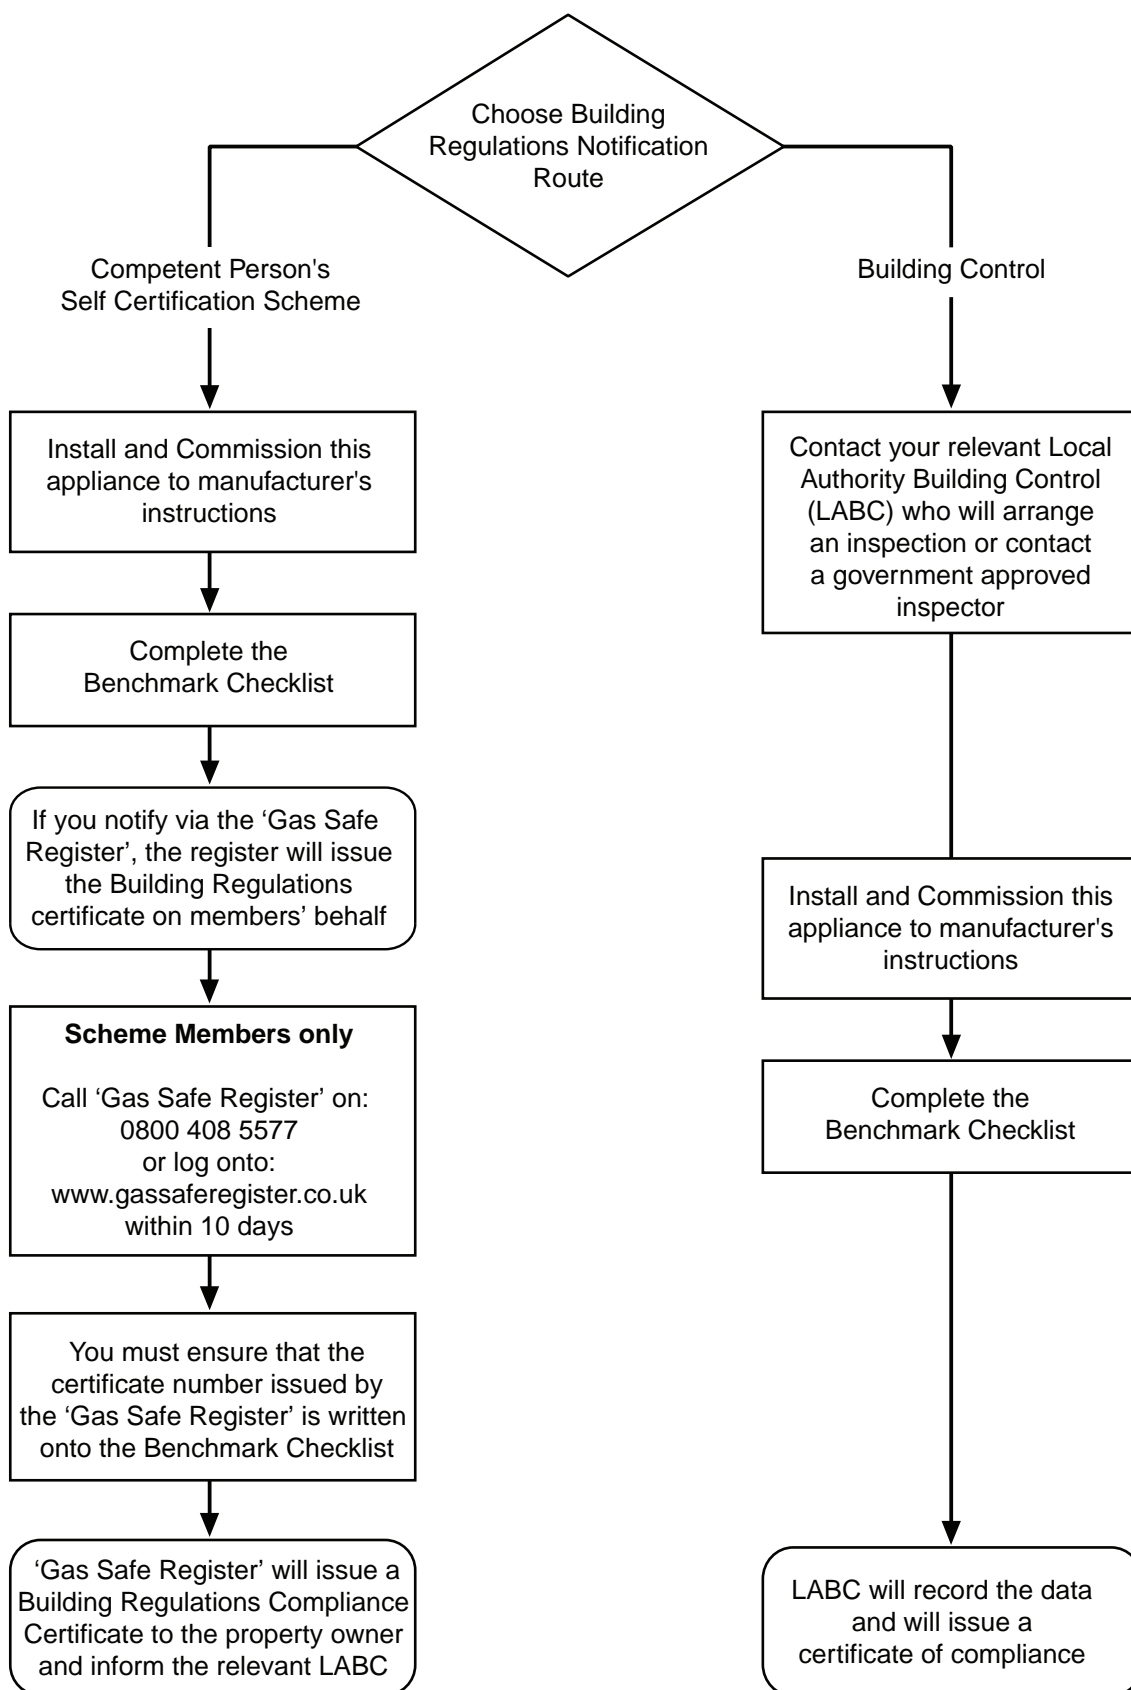 Choose Building
Regulations Notification
Route
Competent Person's
Self Certification Scheme
Building Control
Install and Commission this
appliance to manufacturer's
instructions
Complete the
Benchmark Checklist
If you notify via the ‘Gas Safe
Register’, the register will issue
the Building Regulations
certificate on members’ behalf
Scheme Members only
Call ‘Gas Safe Register’ on:
0800 408 5577
or log onto:
www.gassaferegister.co.uk
within 10 days
You must ensure that the
certificate number issued by
the ‘Gas Safe Register’ is written
onto the Benchmark Checklist
‘Gas Safe Register’ will issue a
Building Regulations Compliance
Certificate to the property owner
and inform the relevant LABC
Contact your relevant Local
Authority Building Control
(LABC) who will arrange
an inspection or contact
a government approved
inspector
Install and Commission this
appliance to manufacturer's
instructions
Complete the
Benchmark Checklist
LABC will record the data
and will issue a
certificate of compliance